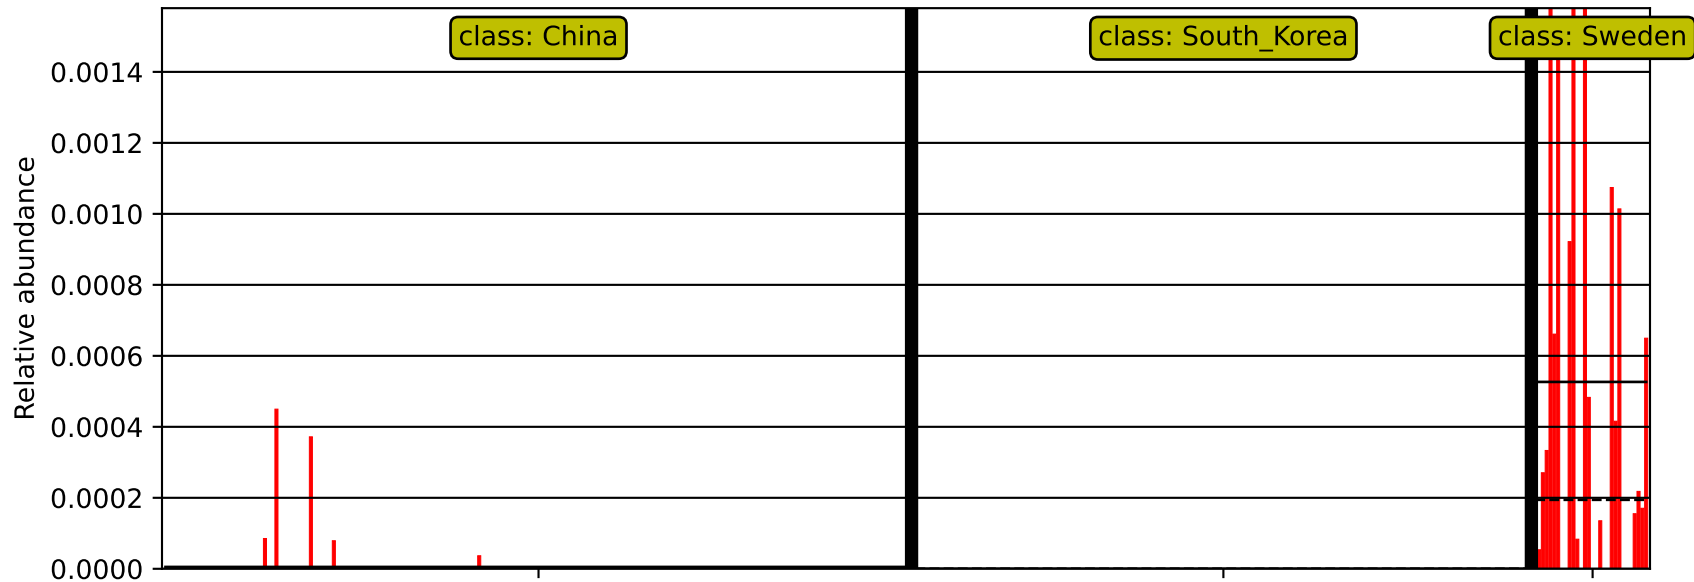 class: China
class: South_Korea
class: Sweden
0.0014
0.0012
0.0010
0.0008
0.0006
0.0004
0.0002
0.0000
Relative abundance